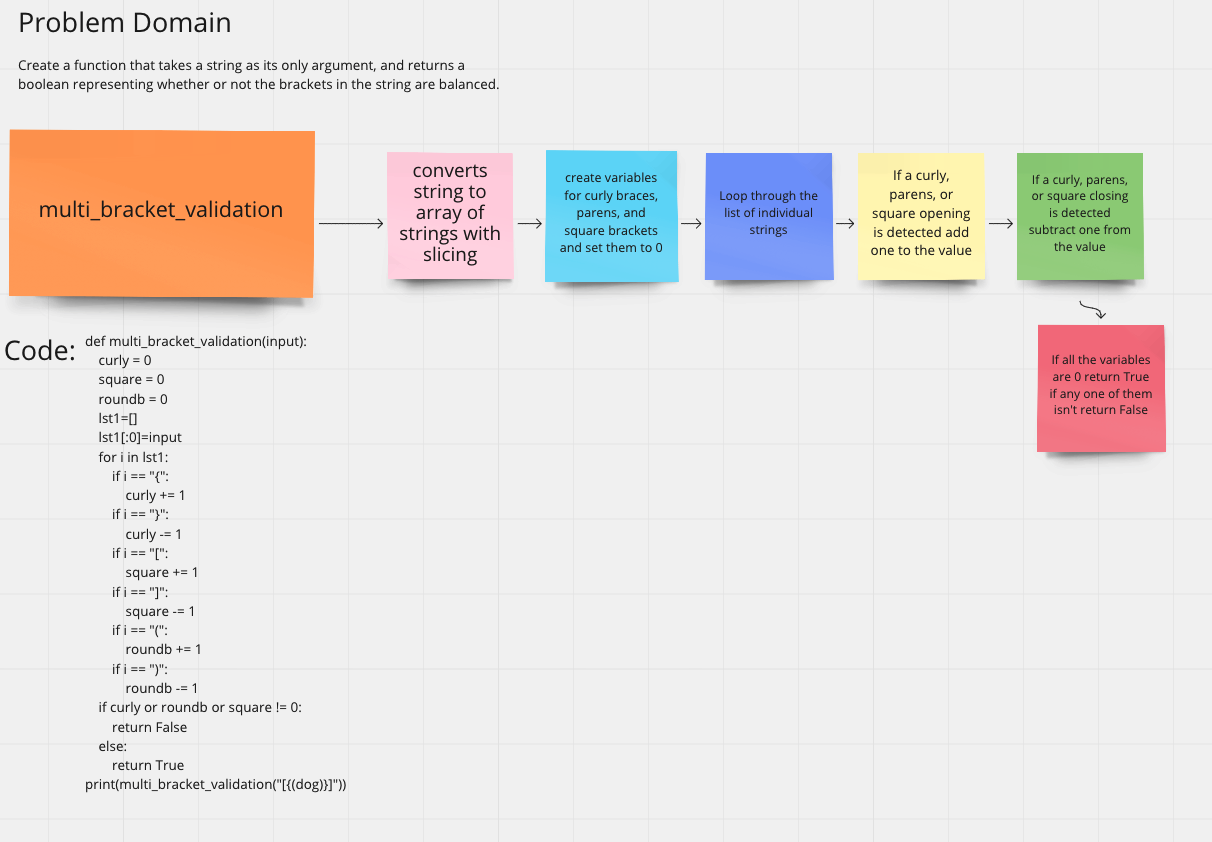 Problem Domain
Create a function that takes a string as its only argument, and returns a
boolean representing whether or not the brackets in the string are balanced.
multi_bracket_validation
converts
string to
array of
strings with
slicing
create variables
for curly braces,
parens, and
square brackets
and set them to 0
Loop through the
list of individual
strings
If a curly,
parens, or
square opening
is detected add
one to the value
If a curly, parens,
or square closing
is detected
subtract one from
the value
If all the variables
are 0 return True
if any one of them
isn't return False
Code:
def multi_bracket_validation(input):
    curly = 0
    square = 0
    roundb = 0
    lst1=[]
    lst1[:0]=input
    for i in lst1:
        if i == "{":
            curly += 1
        if i == "}":
            curly -= 1
        if i == "[":
            square += 1
        if i == "]":
            square -= 1
        if i == "(":
            roundb += 1
        if i == ")":
            roundb -= 1
    if curly or roundb or square != 0:
        return False
    else:
        return True
print(multi_bracket_validation("[{(dog)}]"))